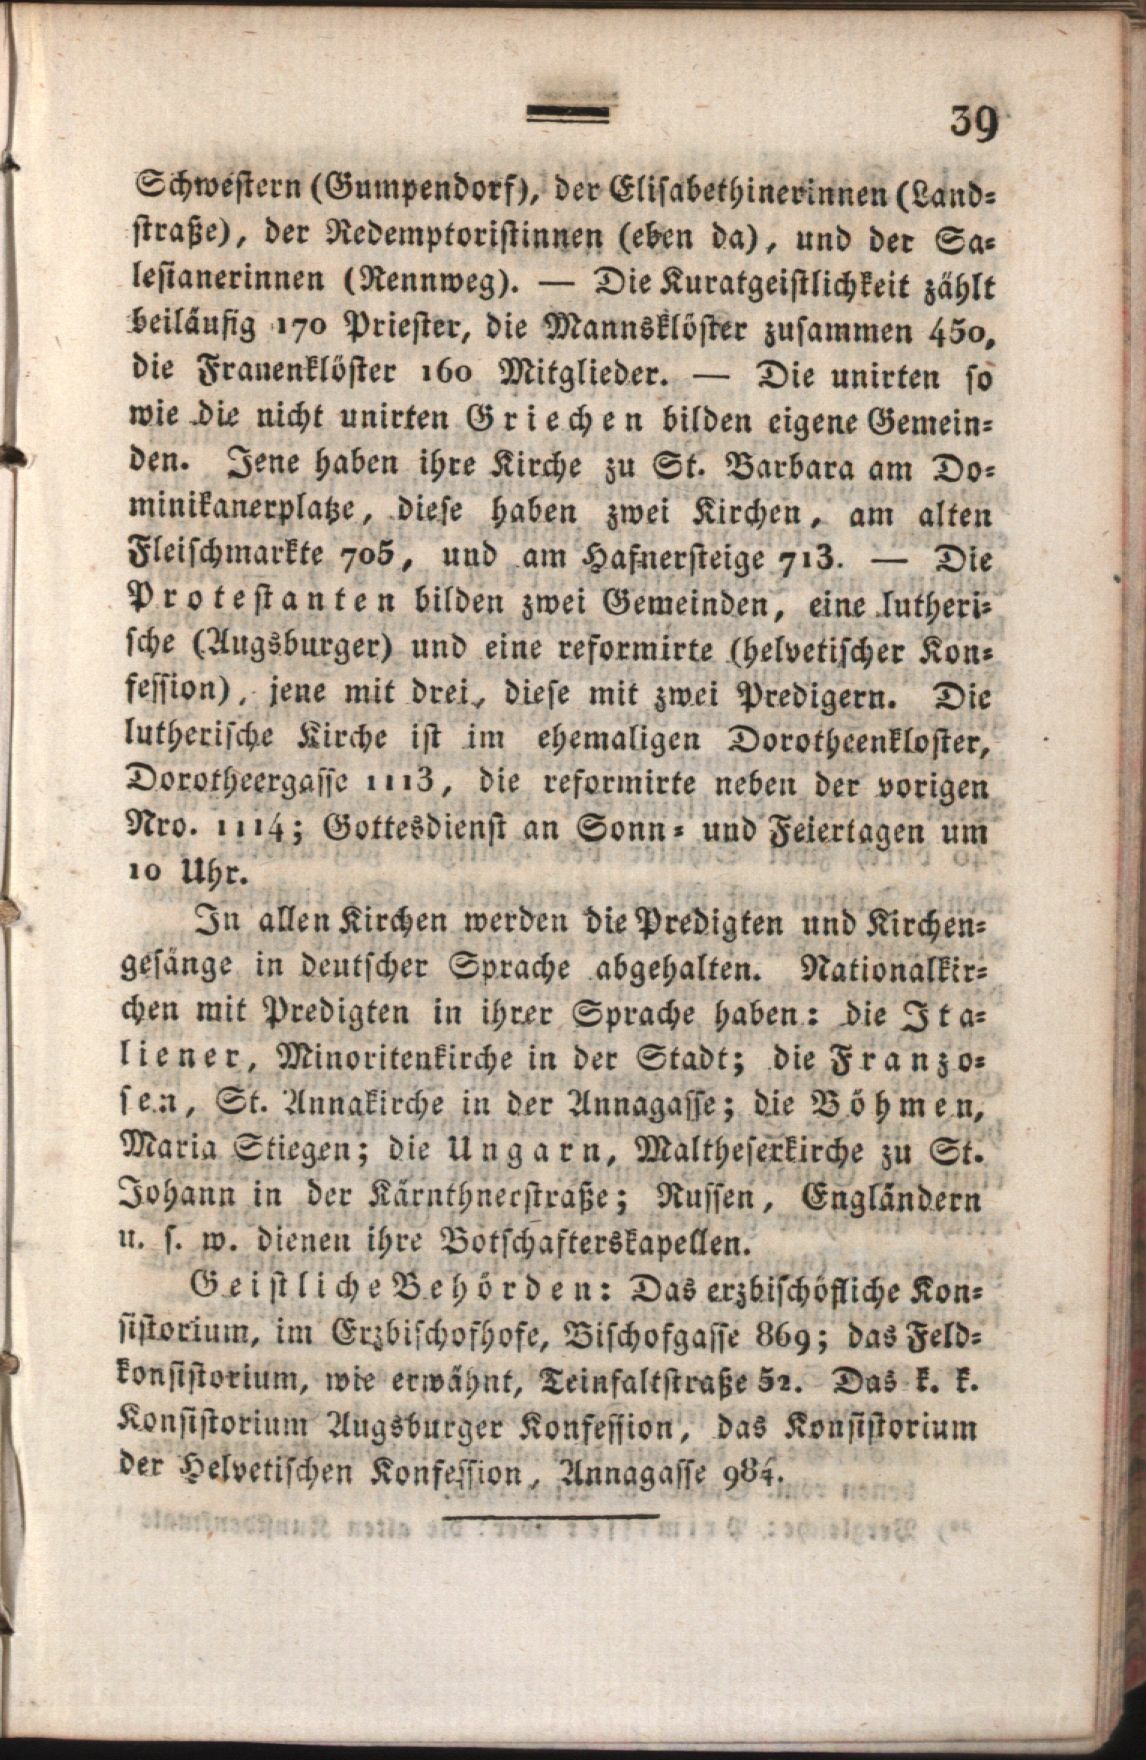 39
Schwestern (Gumpendorf), der Elisabethinerinnen (Land-
straße), der Redemptoristinnen (eben da), und der Sa-
lesianerinnen (Rennweg). — Die Kuratgeistlichkeit zählt
beiläufig 170 Priester, die Mannsklöster zusammen 450,
die Frauenklöster 160 Mitglieder. — Die unirten so
wie die nicht unirten Griechen bilden eigene Gemein-
den. Jene haben ihre Kirche zu St. Barbara am Do-
minikanerplatze, diese haben zwei Kirchen, am alten
Fleischmarkte 705, und am Hafnersteige 713. — Die
Protestanten bilden zwei Gemeinden, eine lutheri-
sche (Augsburger) und eine reformirte (helvetischer Kon-
fession), jene mit drei, diese mit zwei Predigern. Die
lutherische Kirche ist im ehemaligen Dorotheenkloster,
Dorotheergasse 1113, die reformirte neben der vorigen
Nro. 1114; Gottesdienst an Sonn- und Feiertagen um
10 Uhr.
In allen Kirchen werden die Predigten und Kirchen-
gesänge in deutscher Sprache abgehalten. Nationalkir-
chen mit Predigten in ihrer Sprache haben: die Ita-
liener, Minoritenkirche in der Stadt; die Franzo-
sen, St. Annakirche in der Annagasse; die Böhmen,
Maria Stiegen; die Ungarn, Maltheserkirche zu St.
Johann in der Kärnthnerstraße; Russen, Engländern
u. s. w. dienen ihre Botschafterskapellen.
Geistliche Behörden: Das erzbischöfliche Kon-
sistorium, im Erzbischofhofe, Bischofgasse 869; das Feld-
konsistorium, wie erwähnt, Teinfaltstraße 52. Das k. k.
Konsistorium Augsburger Konfession, das Konsistorium
der Helvetischen Konfession, Annagasse 984.